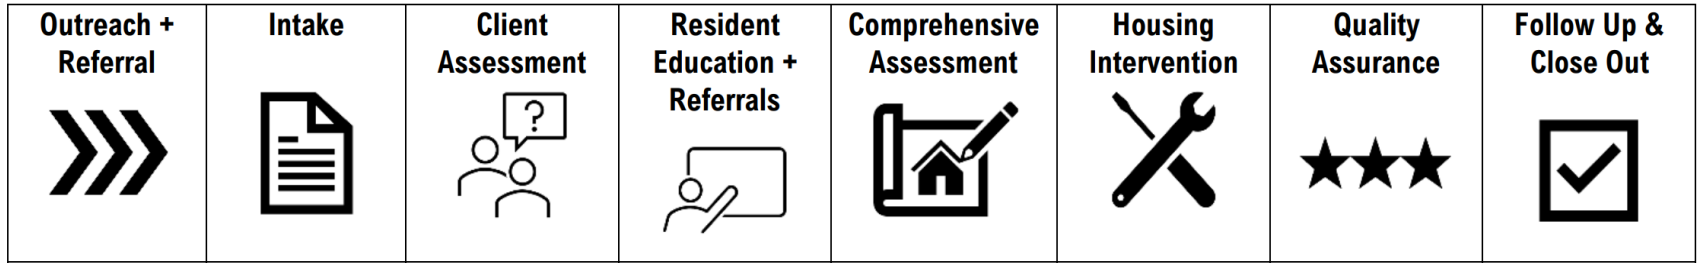 Outreach +
Referral
Intake
Client
Assessment
?
Resident
Education +
Referrals
Comprehensive
Assessment
Housing
Intervention
Quality
Assurance
Follow Up &
Close Out